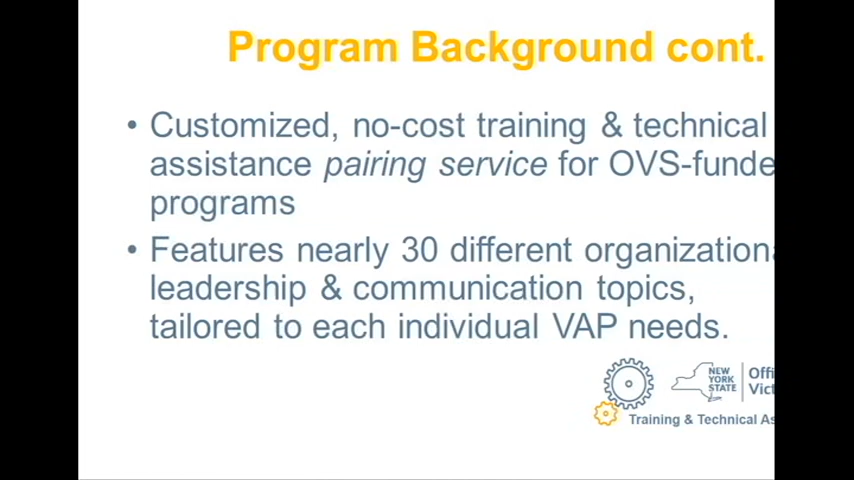 Program Background cont.
• Customized, no-cost training & technical
assistance pairing service for OVS-funde
programs
• Features nearly 30 different organizationa
leadership & communication topics,
tailored to each individual VAP needs.
NEW
YORK
STATE
Offi
Vict
Training & Technical As